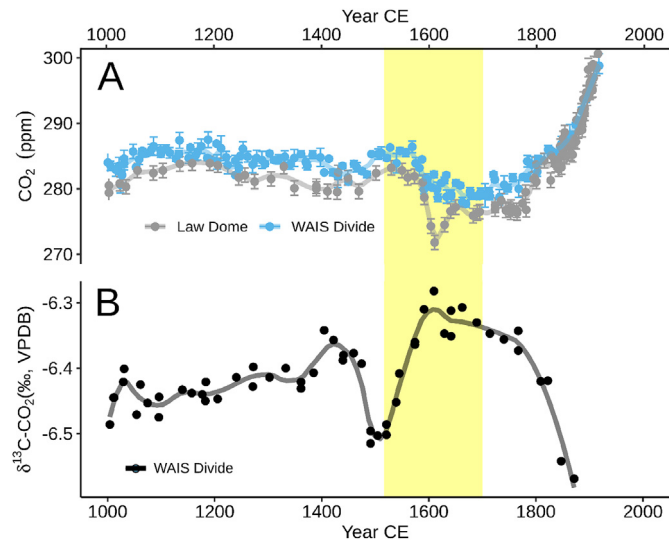 Year CE
1000 1200 1400 1600 1800 2000
A
300
290
280
270
CO₂ (ppm)
Law Dome WAIS Divide
B
-6.3
-6.4
-6.5
δ¹³C-CO₂(‰, VPDB)
WAIS Divide
1000 1200 1400 1600 1800 2000
Year CE